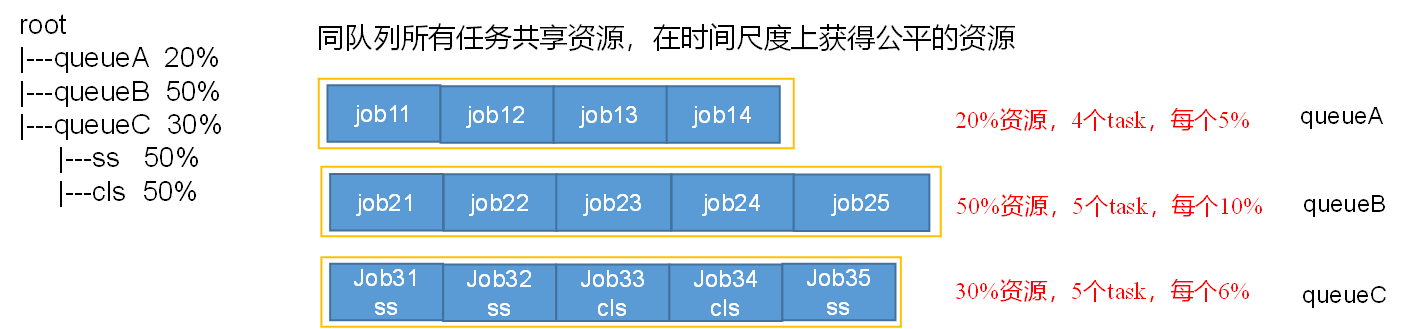 root
|---queueA 20%
|---queueB 50%
|---queueC 30%
|---ss 50%
|---cls 50%
同队列所有任务共享资源，在时间尺度上获得公平的资源
job11 job12 job13 job14
20%资源，4个task，每个5% queueA
job21 job22 job23 job24 job25
50%资源，5个task，每个10% queueB
Job31 Job32 Job33 Job34 Job35
ss ss cls cls ss
30%资源，5个task，每个6% queueC